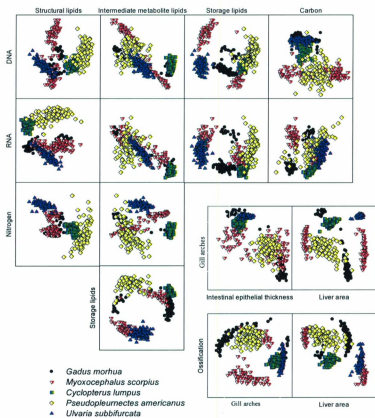 Structural lipids Intermediate metabolite lipids Storage lipids Carbon
DNA
RNA
Nitrogen
Storage lipids
Gill arches
Intestinal epithelial thickness Liver area
Ossification
Gill arches Liver area
Gadus morhua
Myoxocephalus scorpius
Cyclopterus lumpus
Pseudopleurnectes americanus
Ulvaria subbifurcata